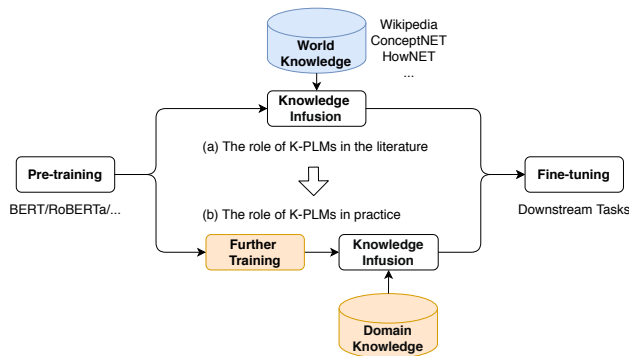 World
Knowledge
Wikipedia
ConceptNET
HowNET
...
Knowledge
Infusion
(a) The role of K-PLMs in the literature
Pre-training
BERT/RoBERTa/...
Fine-tuning
Downstream Tasks
(b) The role of K-PLMs in practice
Further
Training
Knowledge
Infusion
Domain
Knowledge